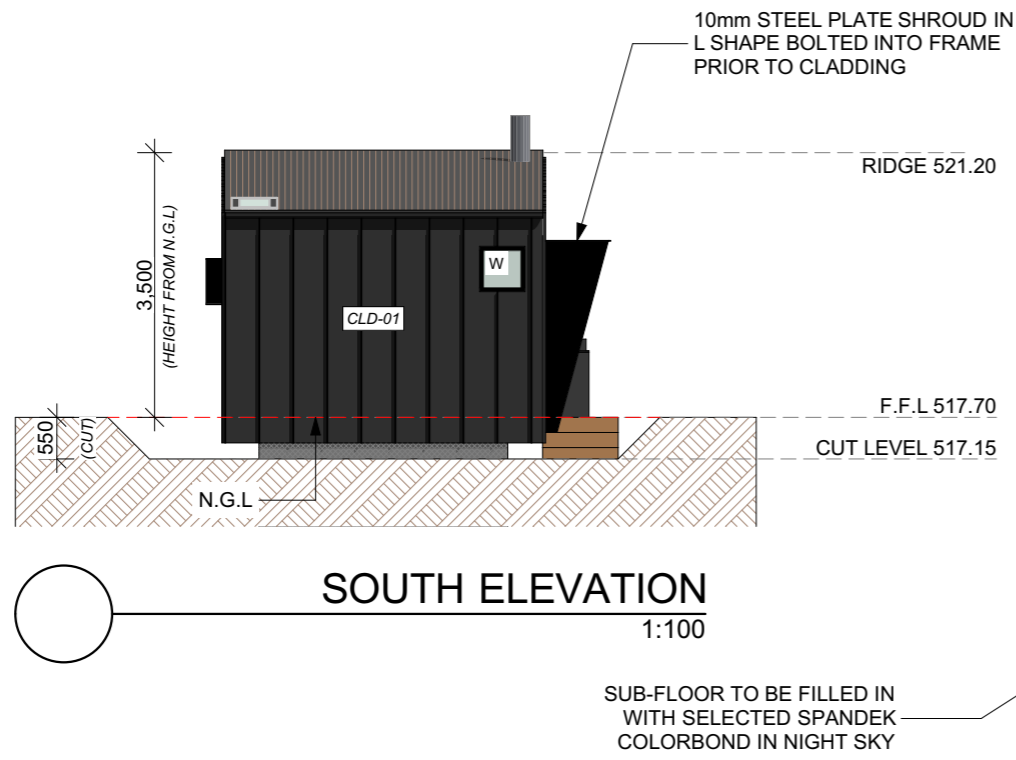 10mm STEEL PLATE SHROUD IN
L SHAPE BOLTED INTO FRAME
PRIOR TO CLADDING
RIDGE 521.20
3,500
(HEIGHT FROM N.G.L)
W
CLD-01
F.F.L 517.70
550
(CUT)
CUT LEVEL 517.15
N.G.L
SOUTH ELEVATION
1:100
SUB-FLOOR TO BE FILLED IN
WITH SELECTED SPANDEK
COLORBOND IN NIGHT SKY